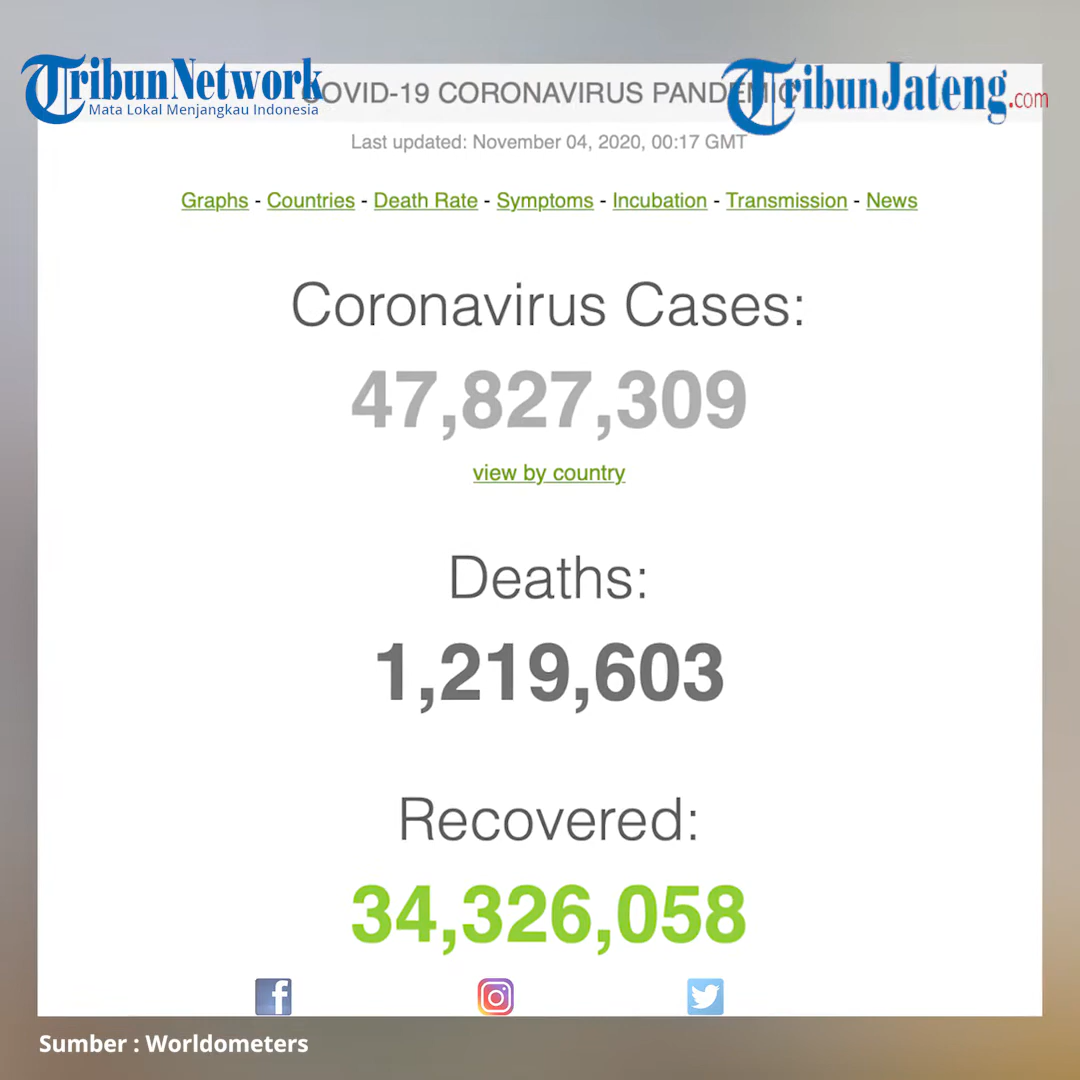 TribunNetwork
Mata Lokal Menjangkau Indonesia
TribunJateng.com
COVID-19 CORONAVIRUS PANDEMIC
Last updated: November 04, 2020, 00:17 GMT
Graphs - Countries - Death Rate - Symptoms - Incubation - Transmission - News
Coronavirus Cases:
47,827,309
view by country
Deaths:
1,219,603
Recovered:
34,326,058
Sumber : Worldometers